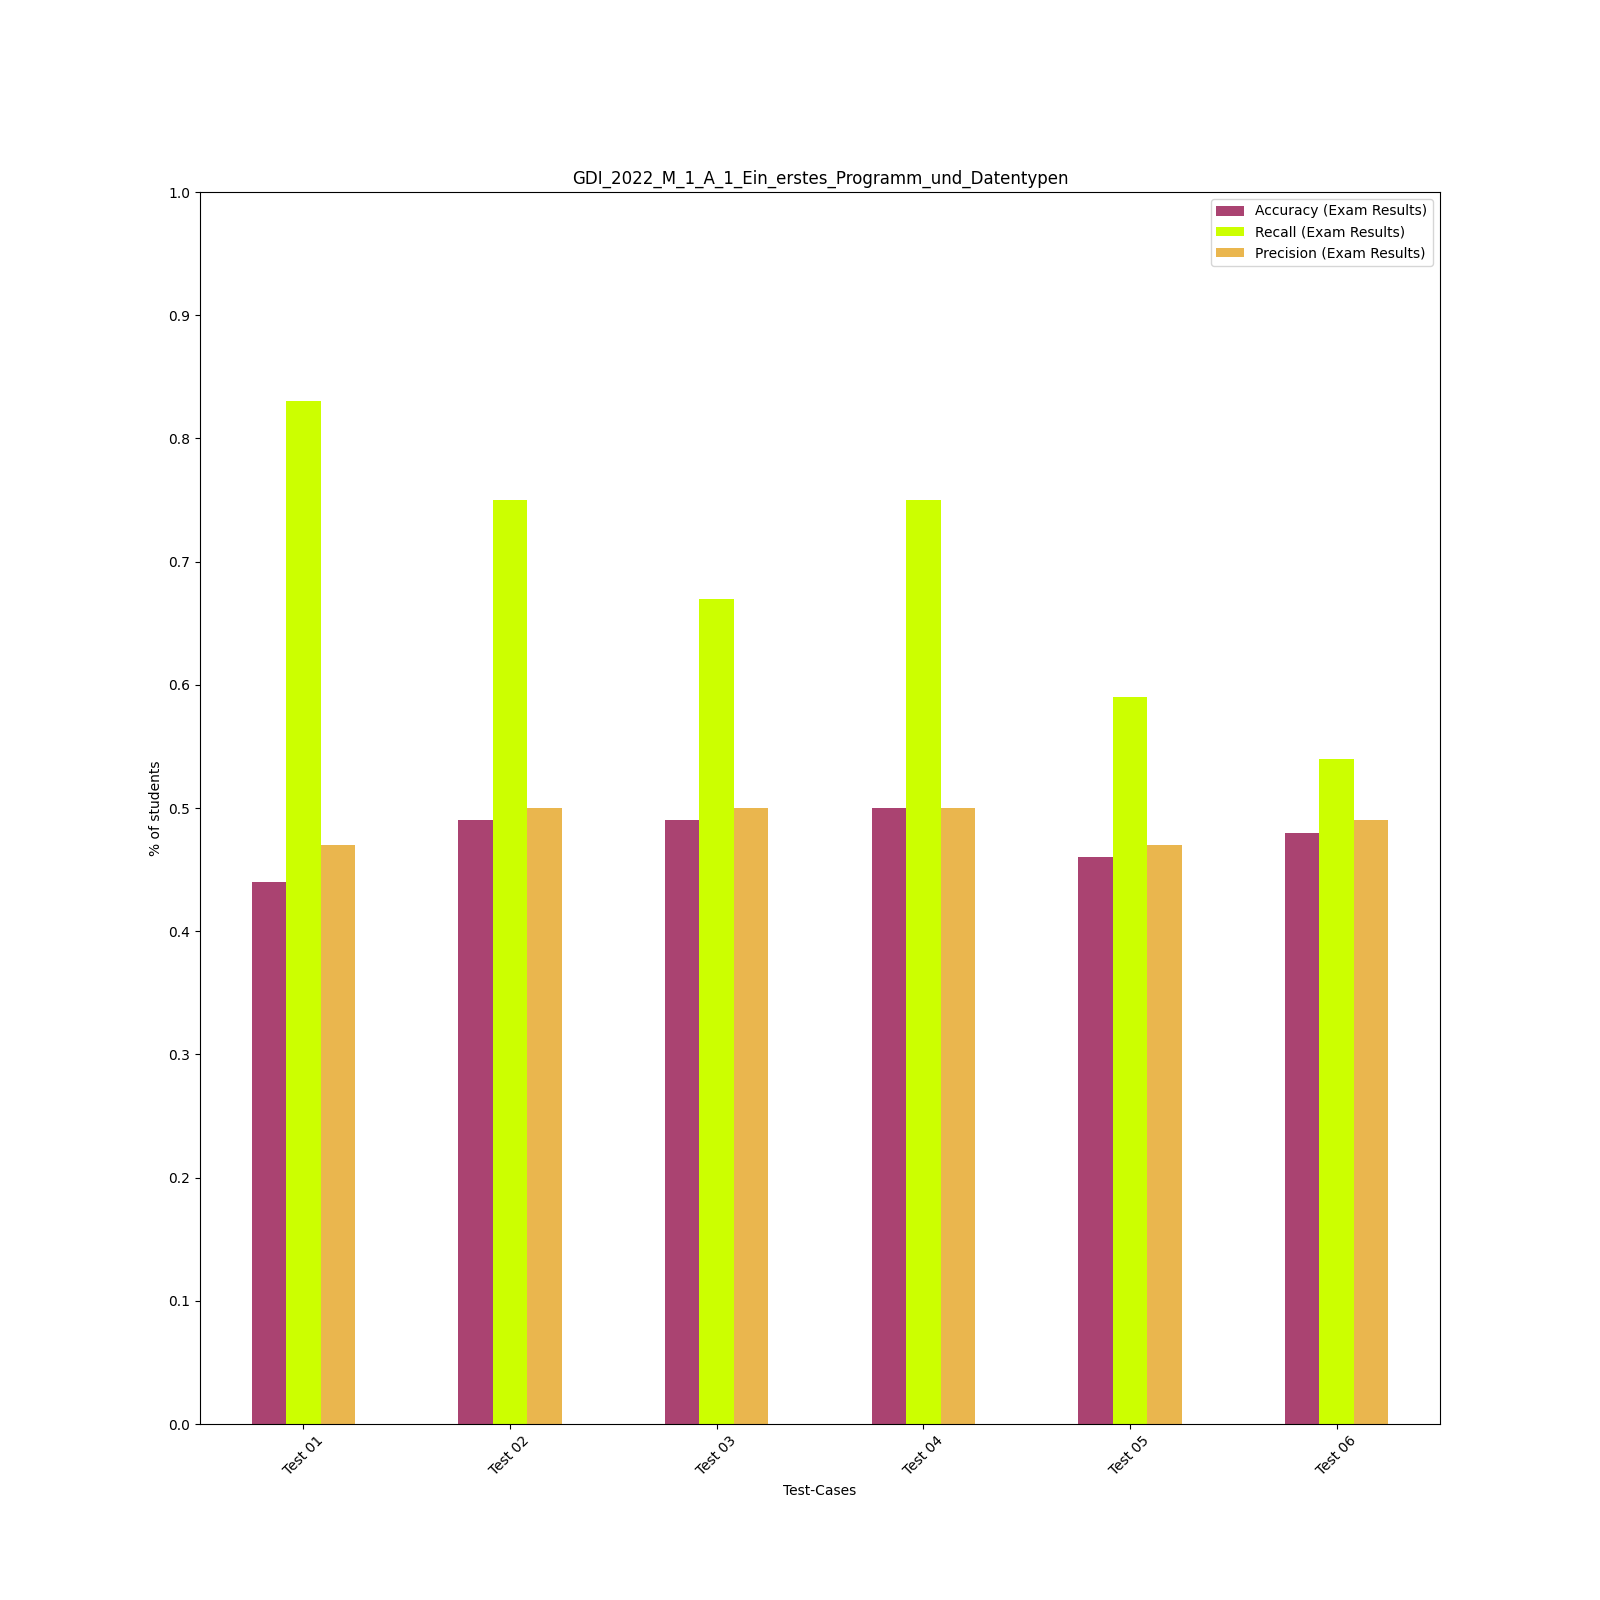 GDI_2022_M_1_A_1_Ein_erstes_Programm_und_Datentypen
Accuracy (Exam Results)
Recall (Exam Results)
Precision (Exam Results)
1.0
0.9
0.8
0.7
0.6
0.5
0.4
0.3
0.2
0.1
0.0
% of students
Test 01
Test 02
Test 03
Test 04
Test 05
Test 06
Test-Cases